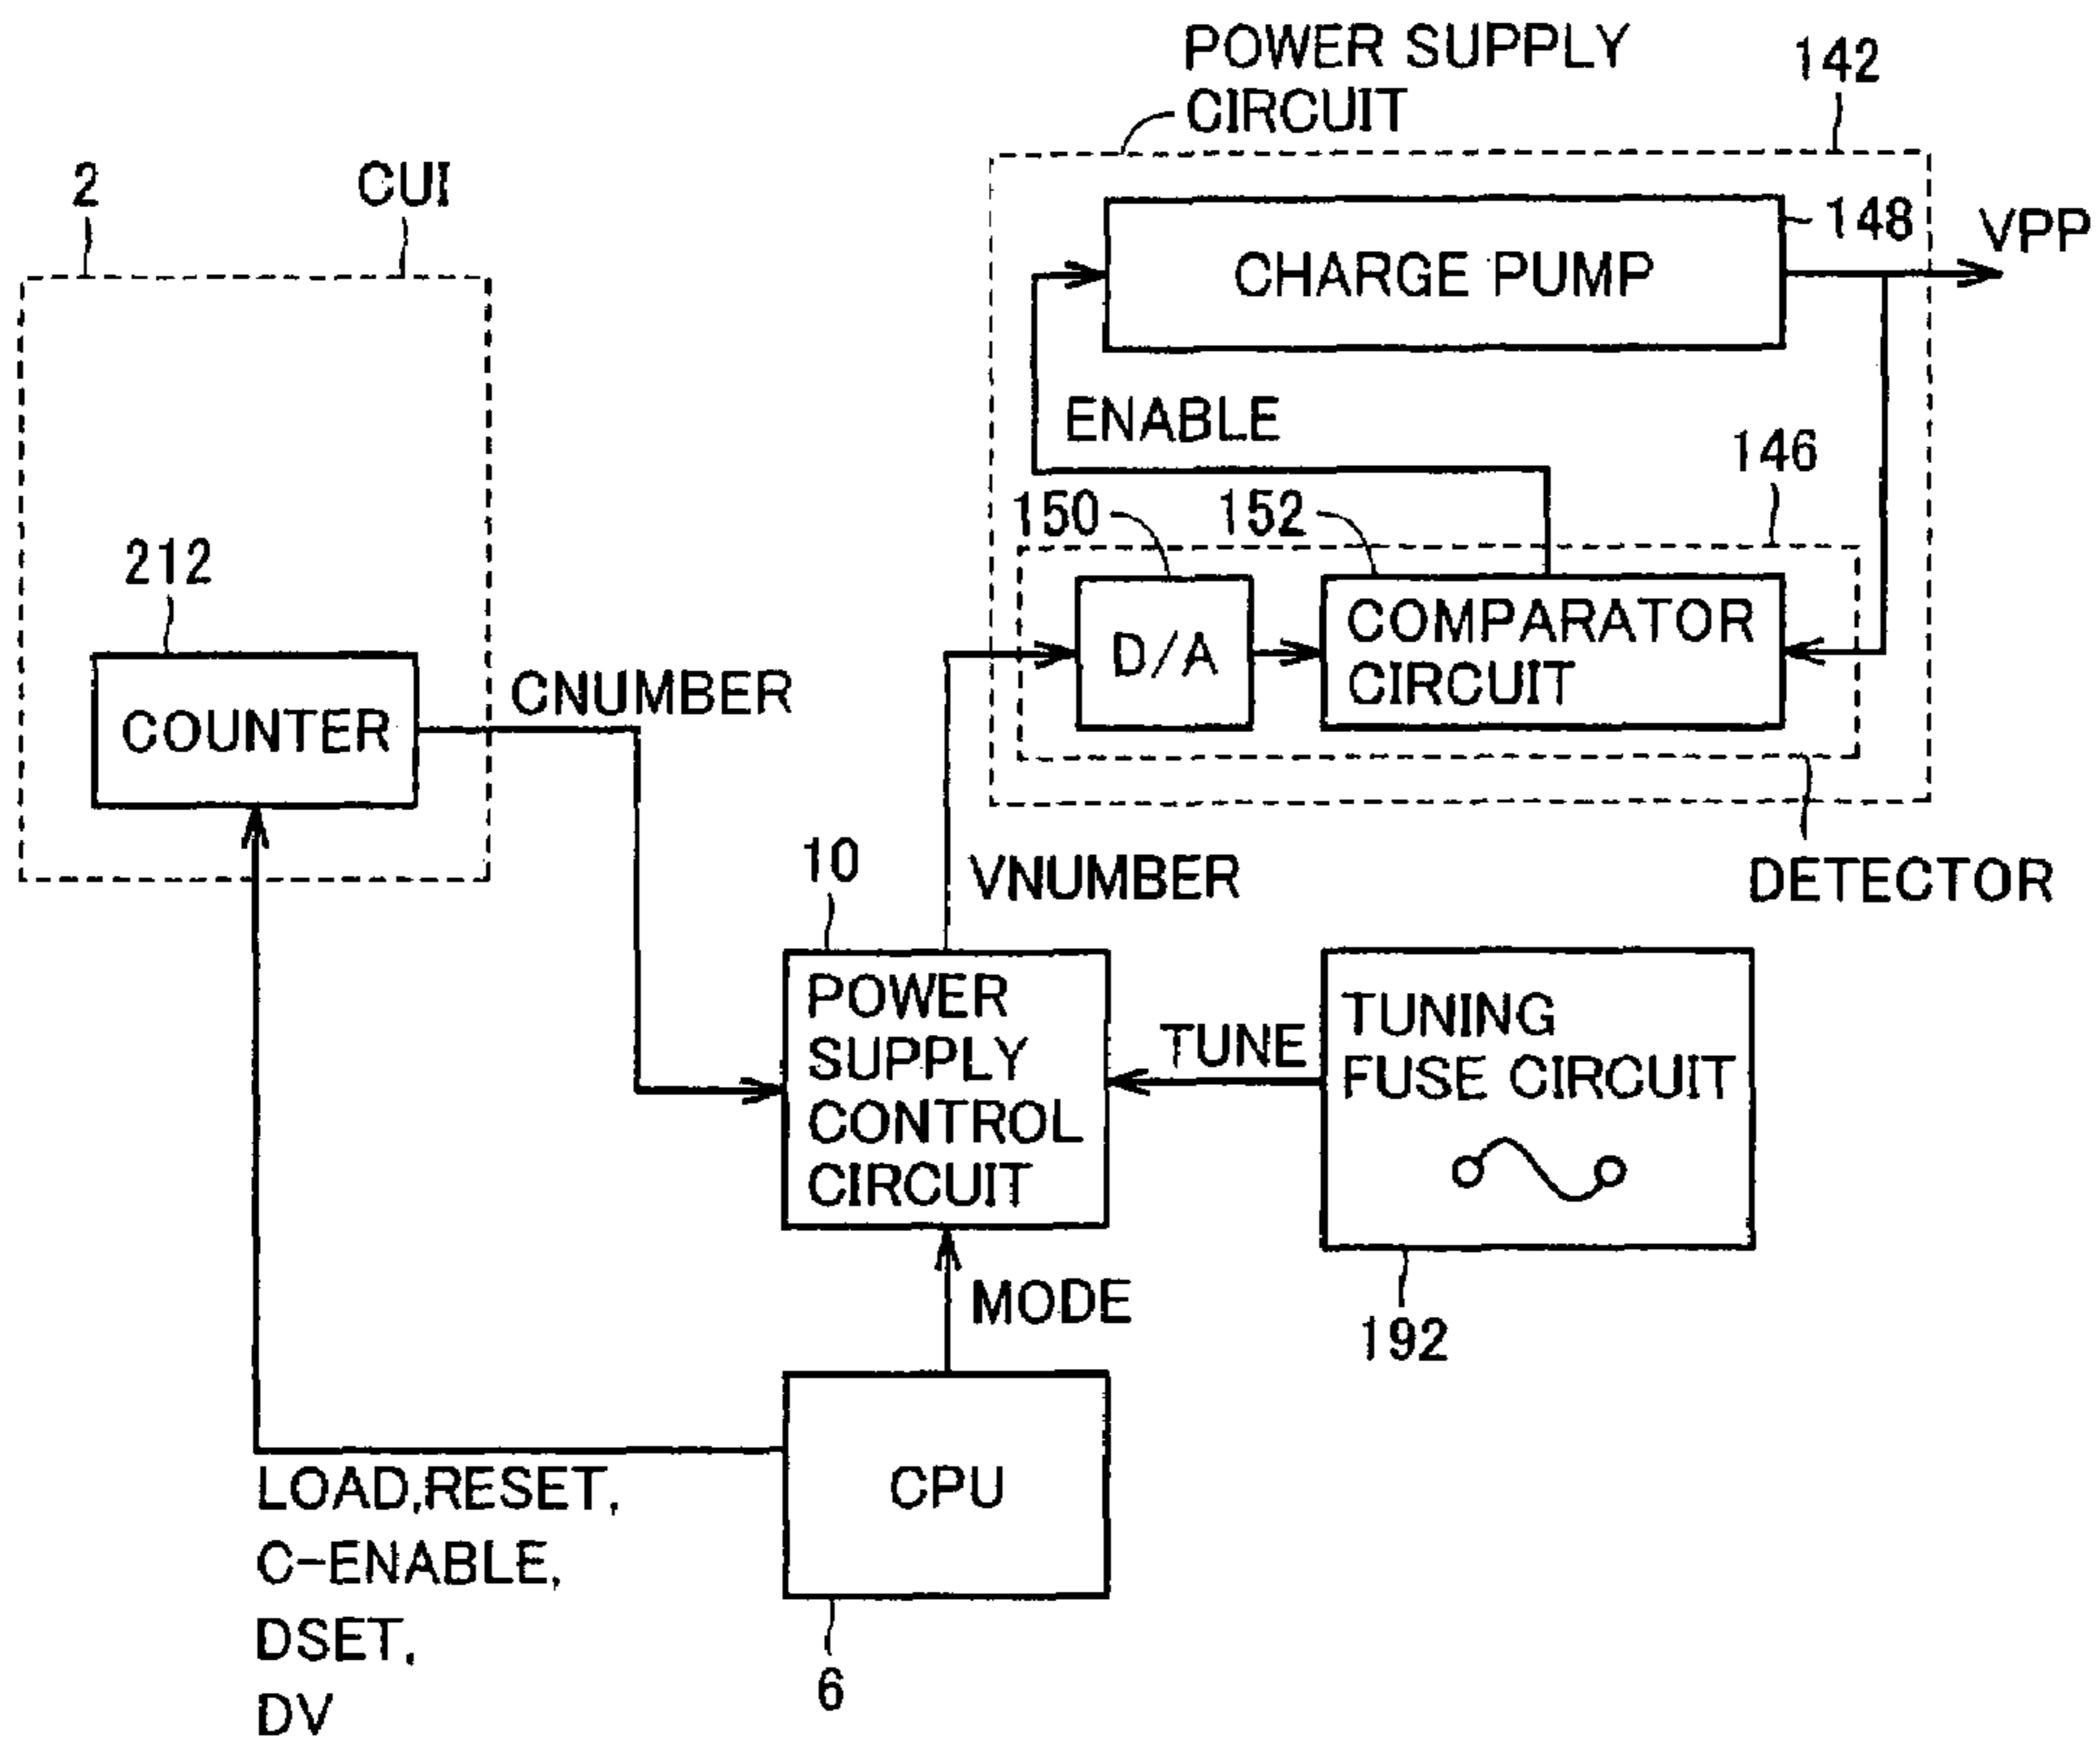 POWER SUPPLY
CIRCUIT
142
2
CUI
148
VPP
CHARGE PUMP
ENABLE
146
150
152
212
D/A
COMPARATOR
CIRCUIT
COUNTER
CNUMBER
10
VNUMBER
DETECTOR
POWER
SUPPLY
CONTROL
CIRCUIT
TUNE
TUNING
FUSE CIRCUIT
MODE
192
CPU
LOAD,RESET,
C-ENABLE,
DSET,
DV
6